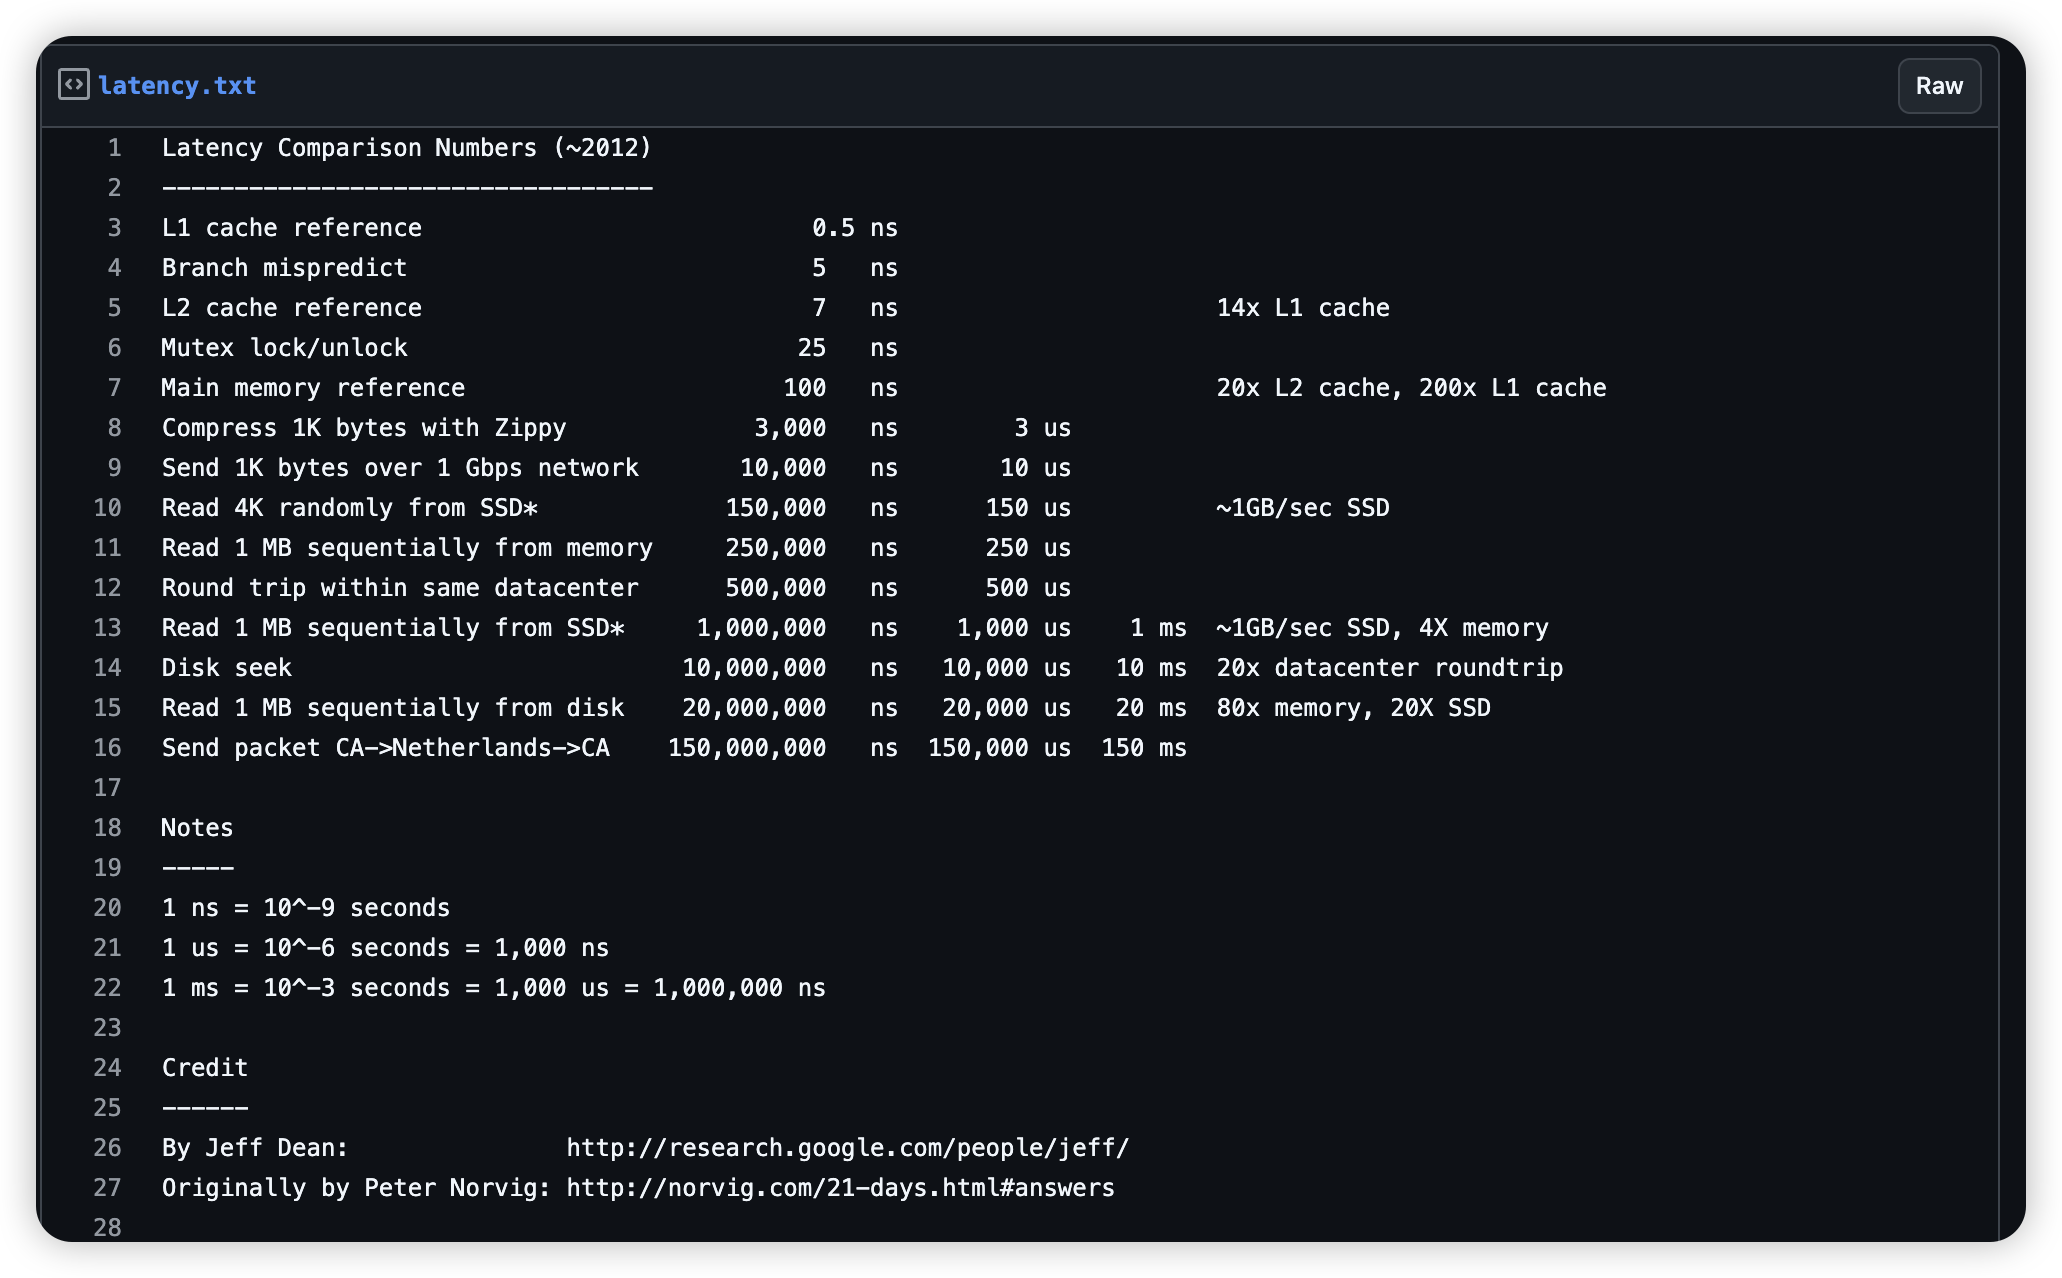 latency.txt
Raw
1 Latency Comparison Numbers (~2012)
2 ----------------------------------
3 L1 cache reference                           0.5 ns
4 Branch mispredict                            5   ns
5 L2 cache reference                           7   ns                      14x L1 cache
6 Mutex lock/unlock                           25   ns
7 Main memory reference                      100   ns                      20x L2 cache, 200x L1 cache
8 Compress 1K bytes with Zippy             3,000   ns        3 us
9 Send 1K bytes over 1 Gbps network       10,000   ns       10 us
10 Read 4K randomly from SSD*             150,000   ns      150 us          ~1GB/sec SSD
11 Read 1 MB sequentially from memory     250,000   ns      250 us
12 Round trip within same datacenter      500,000   ns      500 us
13 Read 1 MB sequentially from SSD*     1,000,000   ns    1,000 us    1 ms  ~1GB/sec SSD, 4X memory
14 Disk seek                           10,000,000   ns   10,000 us   10 ms  20x datacenter roundtrip
15 Read 1 MB sequentially from disk    20,000,000   ns   20,000 us   20 ms  80x memory, 20X SSD
16 Send packet CA->Netherlands->CA    150,000,000   ns  150,000 us  150 ms
17
18 Notes
19 -----
20 1 ns = 10^-9 seconds
21 1 us = 10^-6 seconds = 1,000 ns
22 1 ms = 10^-3 seconds = 1,000 us = 1,000,000 ns
23
24 Credit
25 ------
26 By Jeff Dean:               http://research.google.com/people/jeff/
27 Originally by Peter Norvig: http://norvig.com/21-days.html#answers
28